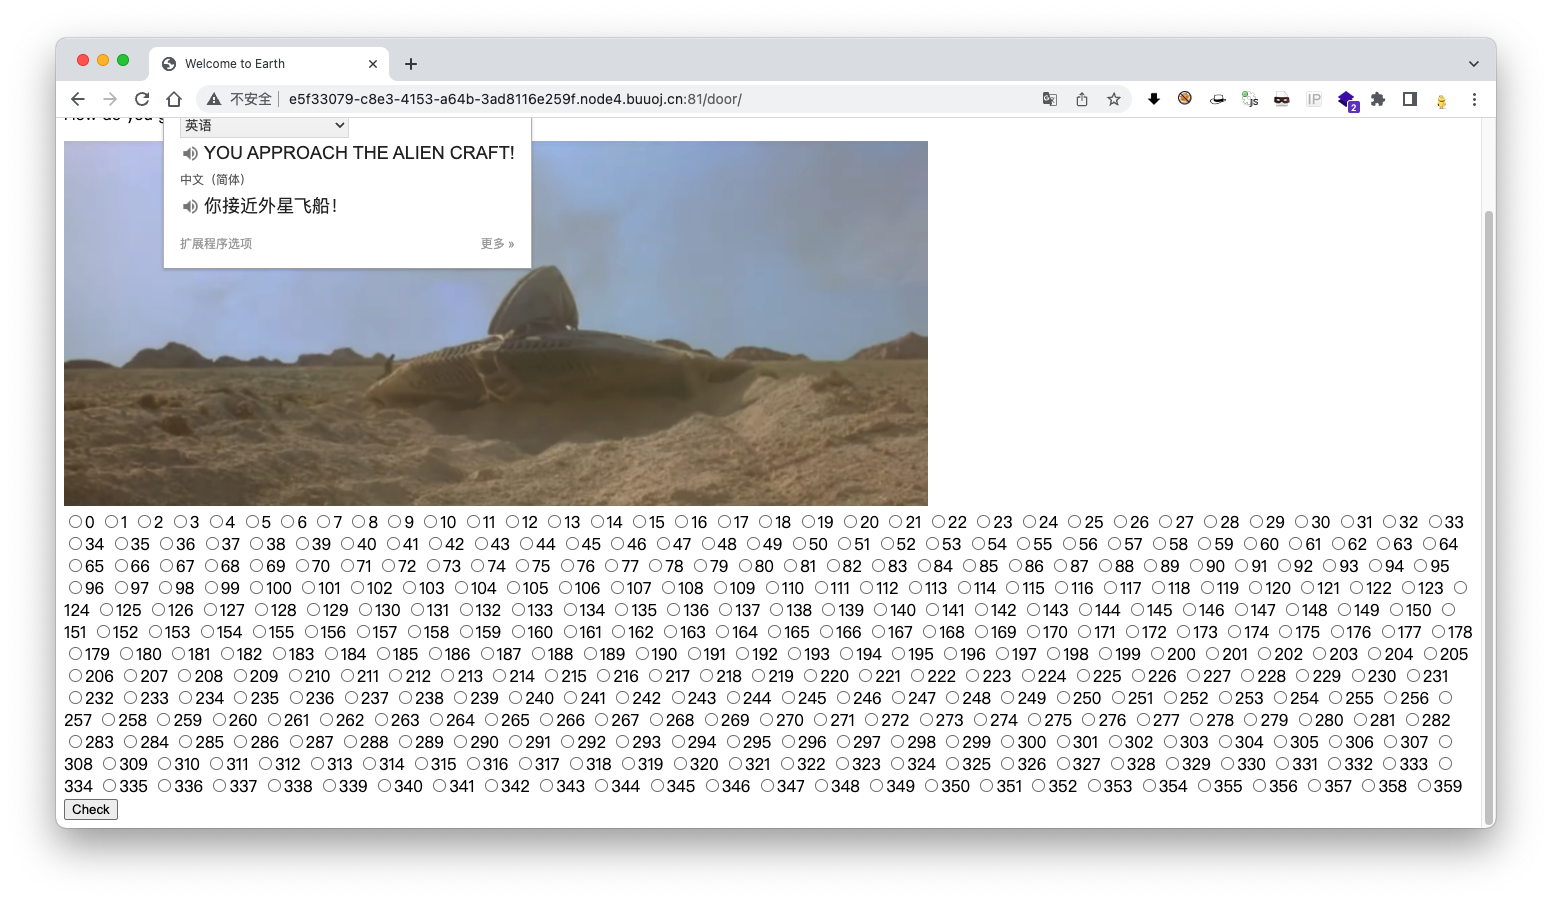 Welcome to Earth
不安全 e5f33079-c8e3-4153-a64b-3ad8116e259f.node4.buuoj.cn:81/door/
JS IP 2
How do you
英语
YOU APPROACH THE ALIEN CRAFT!
中文（简体）
你接近外星飞船！
扩展程序选项 更多 »
0 1 2 3 4 5 6 7 8 9 10 11 12 13 14 15 16 17 18 19 20 21 22 23 24 25 26 27 28 29 30 31 32 33
34 35 36 37 38 39 40 41 42 43 44 45 46 47 48 49 50 51 52 53 54 55 56 57 58 59 60 61 62 63 64
65 66 67 68 69 70 71 72 73 74 75 76 77 78 79 80 81 82 83 84 85 86 87 88 89 90 91 92 93 94 95
96 97 98 99 100 101 102 103 104 105 106 107 108 109 110 111 112 113 114 115 116 117 118 119 120 121 122 123
124 125 126 127 128 129 130 131 132 133 134 135 136 137 138 139 140 141 142 143 144 145 146 147 148 149 150
151 152 153 154 155 156 157 158 159 160 161 162 163 164 165 166 167 168 169 170 171 172 173 174 175 176 177 178
179 180 181 182 183 184 185 186 187 188 189 190 191 192 193 194 195 196 197 198 199 200 201 202 203 204 205
206 207 208 209 210 211 212 213 214 215 216 217 218 219 220 221 222 223 224 225 226 227 228 229 230 231
232 233 234 235 236 237 238 239 240 241 242 243 244 245 246 247 248 249 250 251 252 253 254 255 256
257 258 259 260 261 262 263 264 265 266 267 268 269 270 271 272 273 274 275 276 277 278 279 280 281 282
283 284 285 286 287 288 289 290 291 292 293 294 295 296 297 298 299 300 301 302 303 304 305 306 307
308 309 310 311 312 313 314 315 316 317 318 319 320 321 322 323 324 325 326 327 328 329 330 331 332 333
334 335 336 337 338 339 340 341 342 343 344 345 346 347 348 349 350 351 352 353 354 355 356 357 358 359
Check